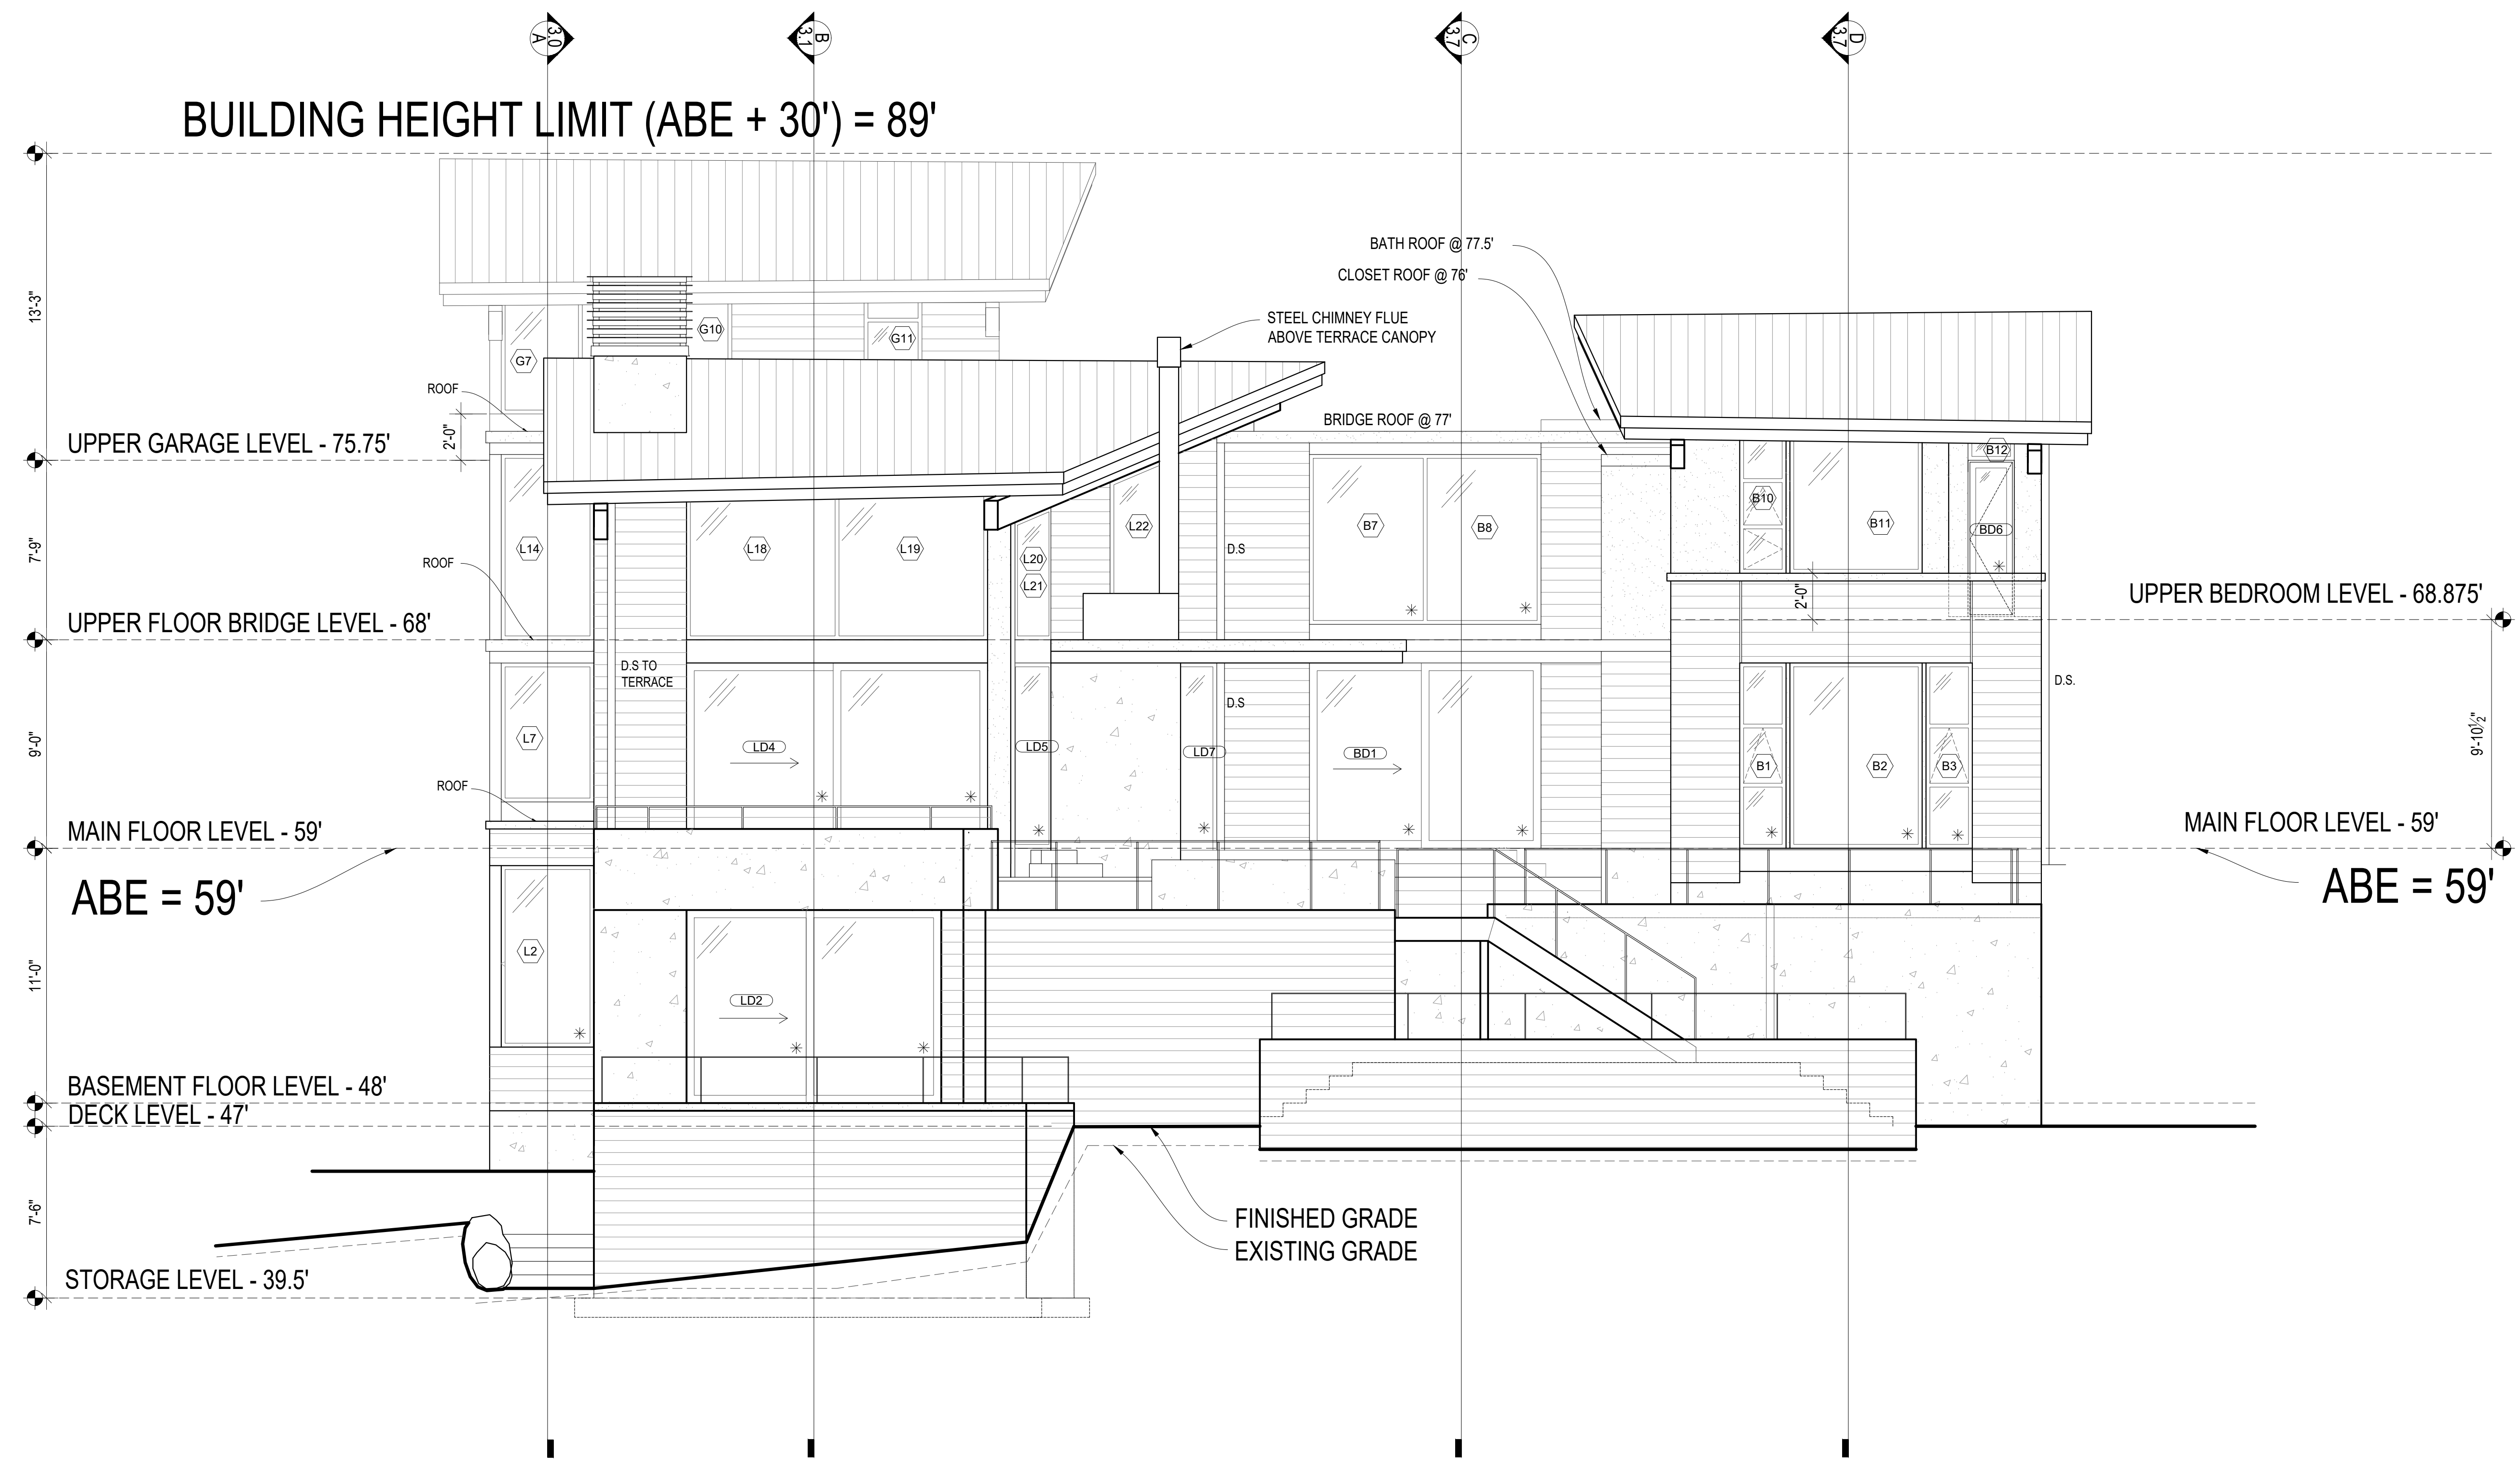 A
3.0
B
3.1
C
3.7
D
3.7
BUILDING HEIGHT LIMIT (ABE + 30') = 89'
BATH ROOF @ 77.5'
CLOSET ROOF @ 76'
STEEL CHIMNEY FLUE
ABOVE TERRACE CANOPY
13'-3"
G7
G10
G11
ROOF
BRIDGE ROOF @ 77'
2'-0"
UPPER GARAGE LEVEL - 75.75'
B12
B10
B11
BD6
L14
L18
L19
L20
L21
L22
D.S
B7
B8
7'-9"
ROOF
UPPER FLOOR BRIDGE LEVEL - 68'
2'-0"
UPPER BEDROOM LEVEL - 68.875'
D.S TO
TERRACE
D.S
D.S.
L7
LD4
LD5
LD7
BD1
B1
B2
B3
9'-0"
9'-10½"
ROOF
MAIN FLOOR LEVEL - 59'
MAIN FLOOR LEVEL - 59'
ABE = 59'
ABE = 59'
L2
LD2
11'-0"
BASEMENT FLOOR LEVEL - 48'
DECK LEVEL - 47'
7'-6"
FINISHED GRADE
EXISTING GRADE
STORAGE LEVEL - 39.5'